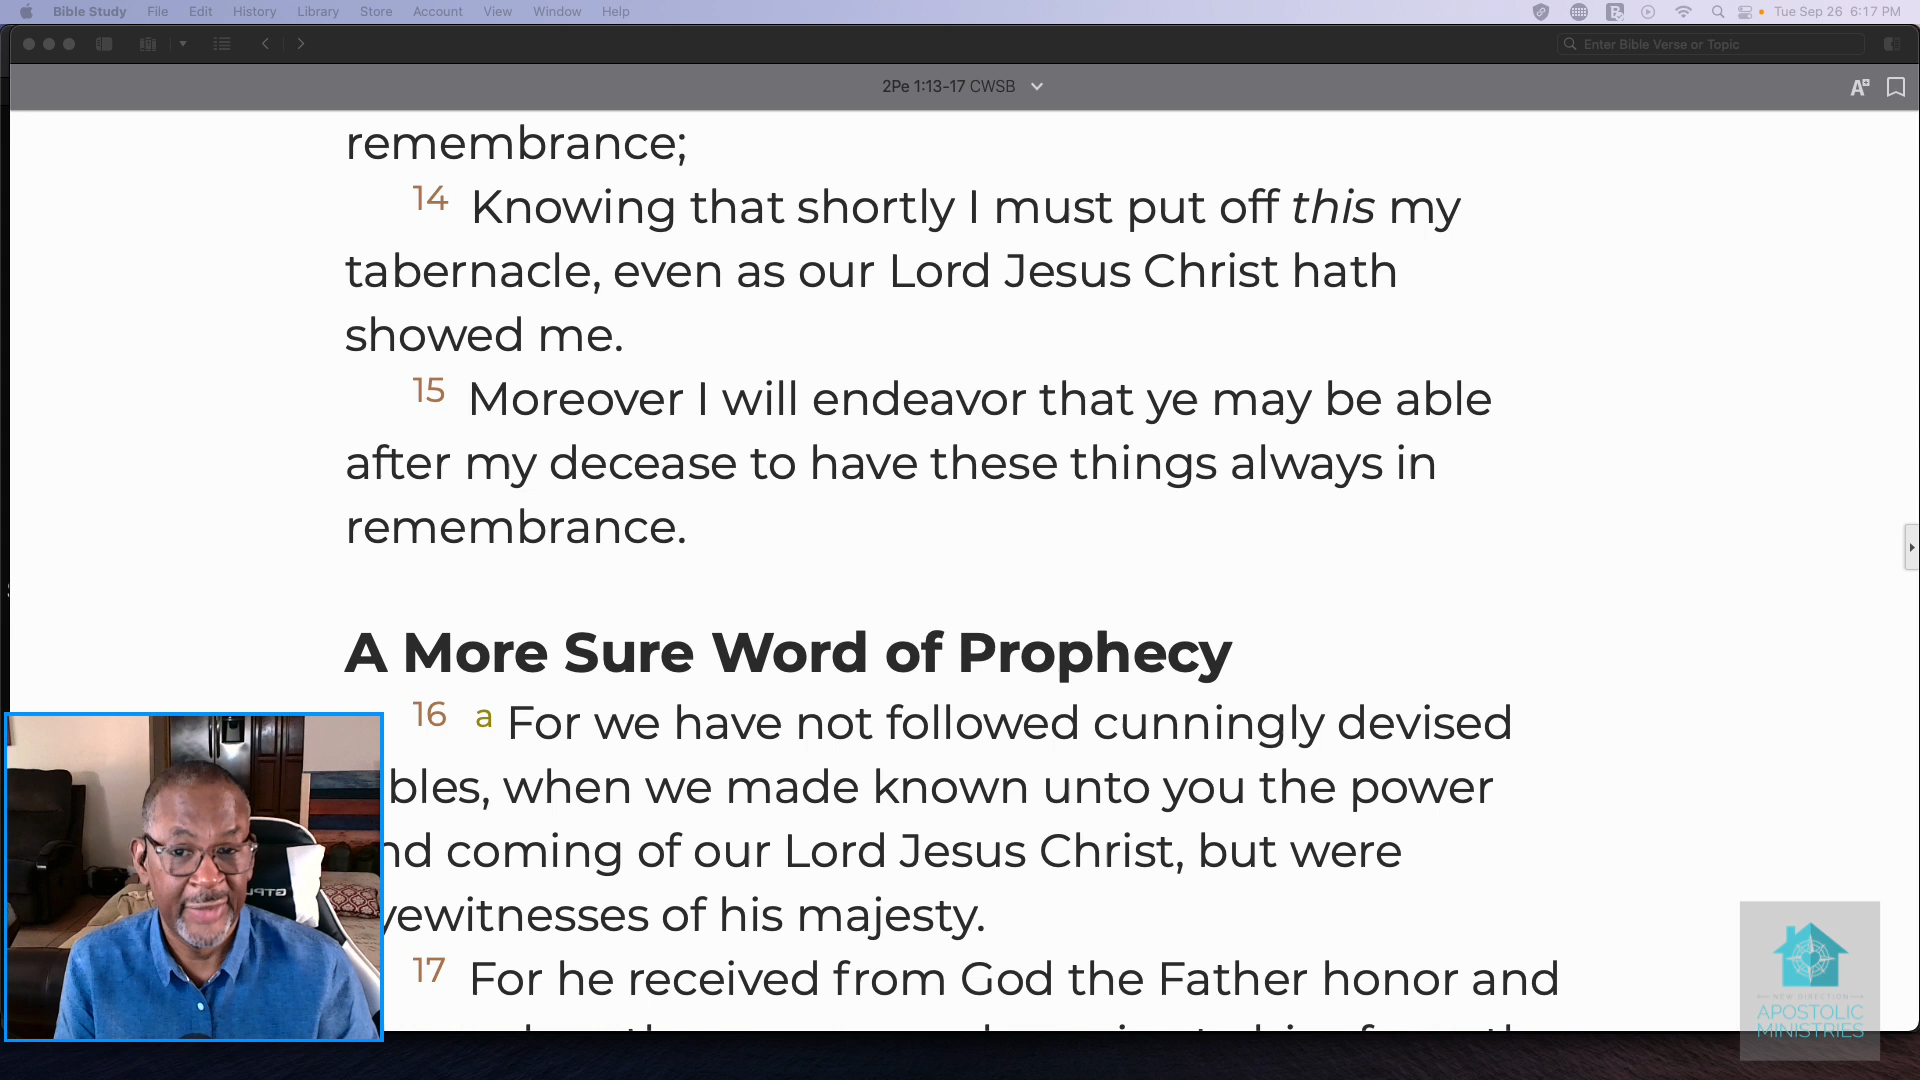 Bible Study File Edit History Library Store Account View Window Help Tue Sep 26 6:17 PM
Enter Bible Verse or Topic
2Pe 1:13-17 CWSB
remembrance;
14 Knowing that shortly I must put off this my
tabernacle, even as our Lord Jesus Christ hath
showed me.
15 Moreover I will endeavor that ye may be able
after my decease to have these things always in
remembrance.
A More Sure Word of Prophecy
16 a For we have not followed cunningly devised
bles, when we made known unto you the power
nd coming of our Lord Jesus Christ, but were
yewitnesses of his majesty.
17 For he received from God the Father honor and
NEW DIRECTION
APOSTOLIC
MINISTRIES